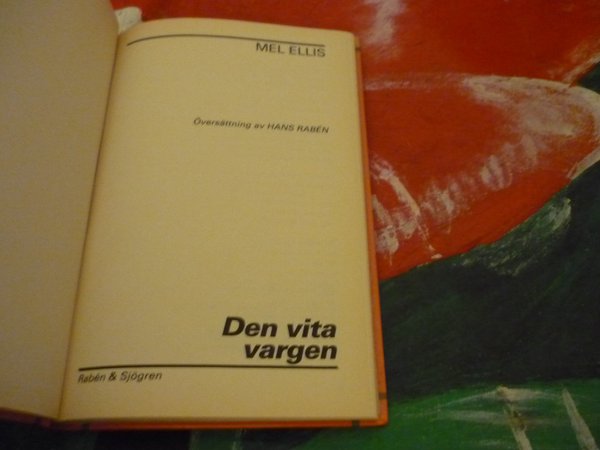 MEL ELLIS
Översättning av HANS RABÉN
Den vita
vargen
Rabén & Sjögren